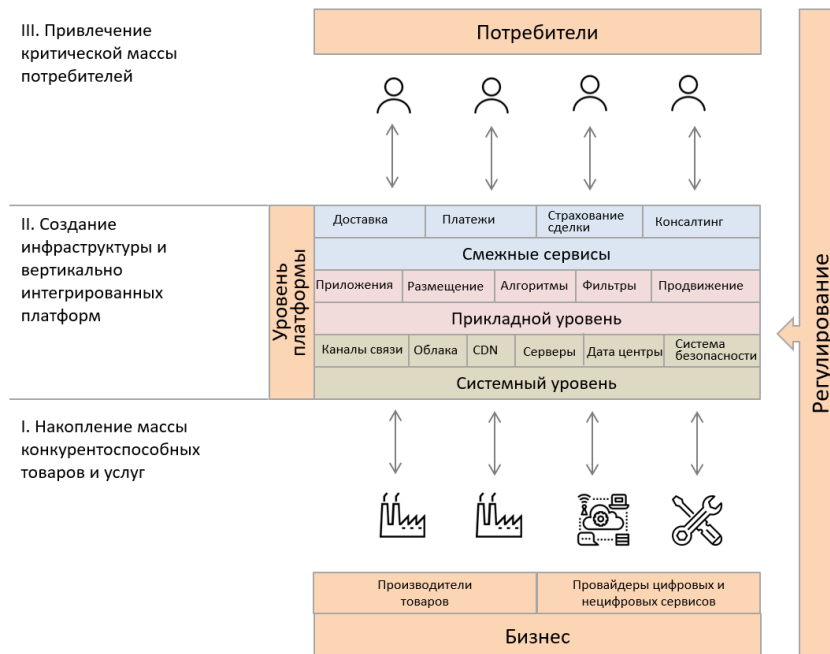 III. Привлечение
критической массы
потребителей
Потребители
II. Создание
инфраструктуры и
вертикально
интегрированных
платформ
Уровень
платформы
Доставка
Платежи
Страхование
сделки
Консалтинг
Смежные сервисы
Приложения
Размещение
Алгоритмы
Фильтры
Продвижение
Прикладной уровень
Каналы связи
Облака
CDN
Серверы
Дата центры
Система
безопасности
Системный уровень
I. Накопление массы
конкурентоспособных
товаров и услуг
Производители
товаров
Провайдеры цифровых и
нецифровых сервисов
Бизнес
Регулирование